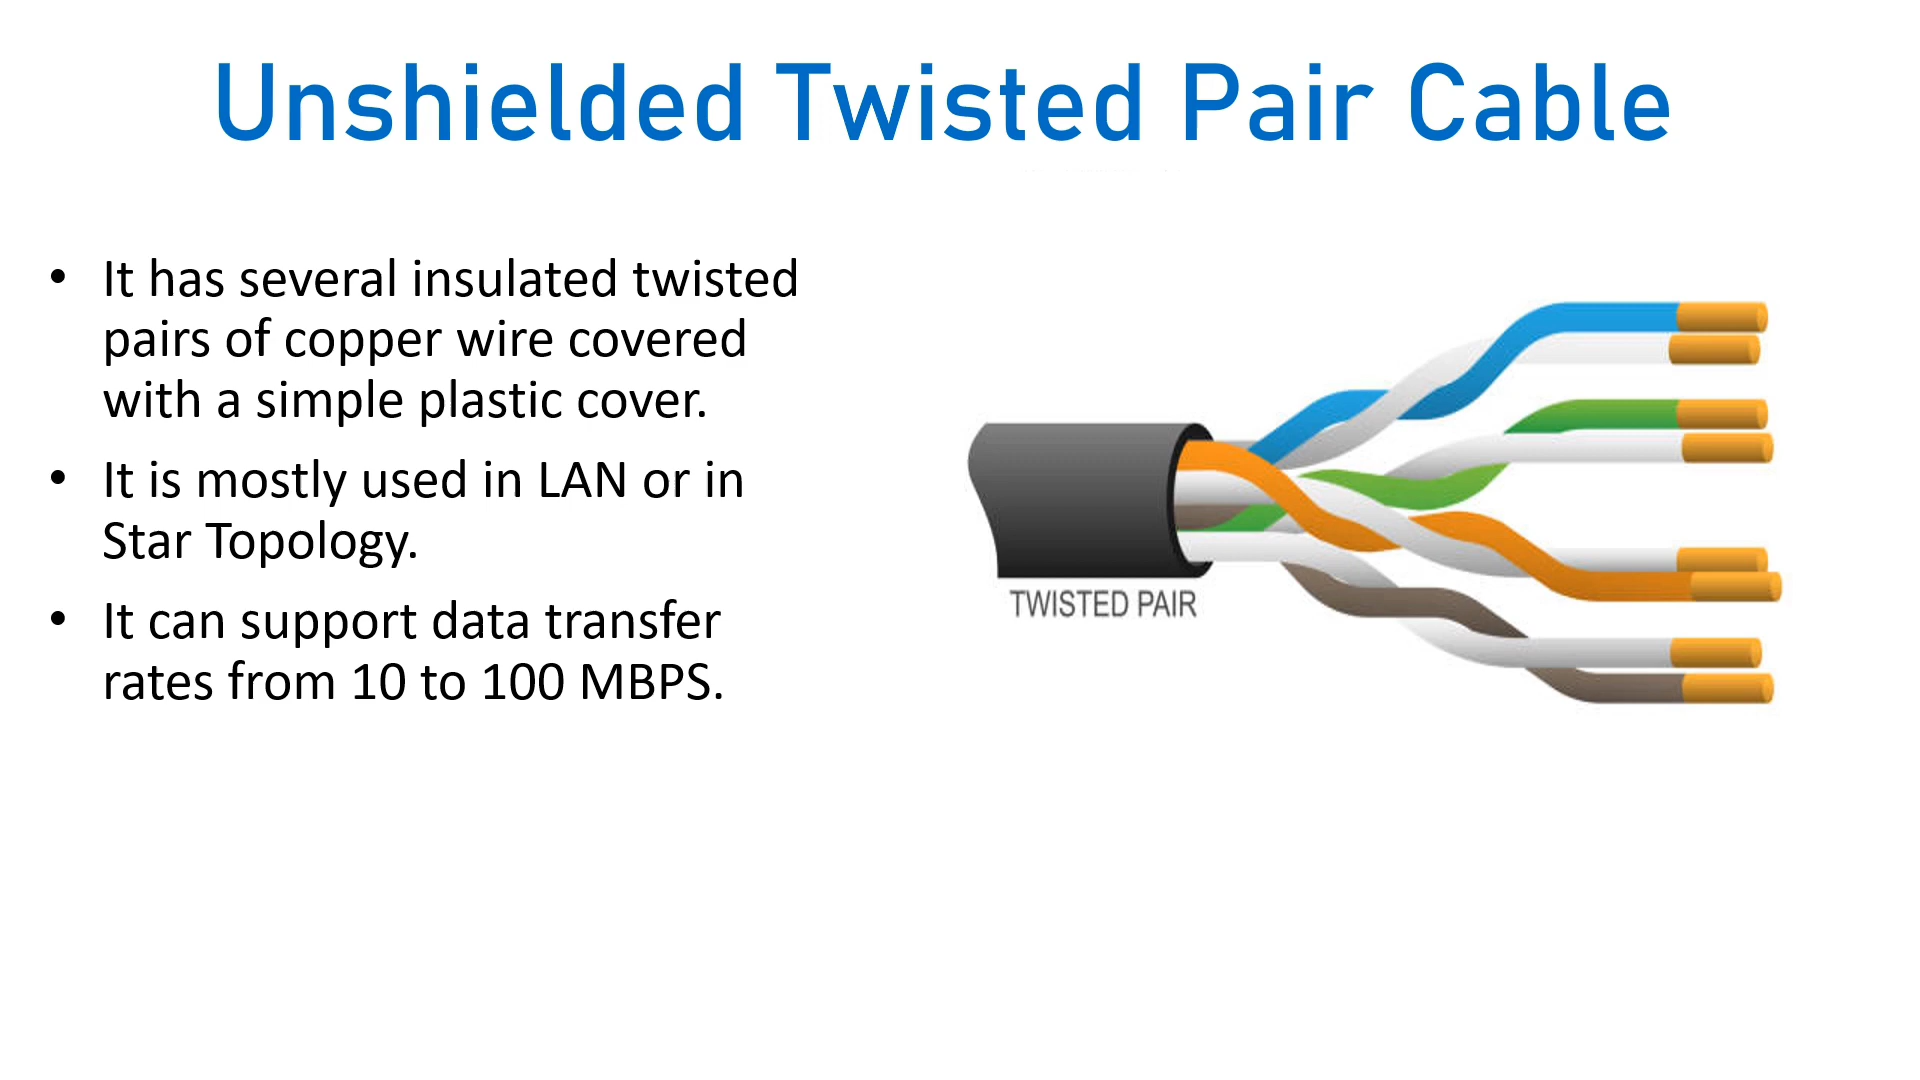 Unshielded Twisted Pair Cable
• It has several insulated twisted
pairs of copper wire covered
with a simple plastic cover.
• It is mostly used in LAN or in
Star Topology.
• It can support data transfer
rates from 10 to 100 MBPS.
TWISTED PAIR